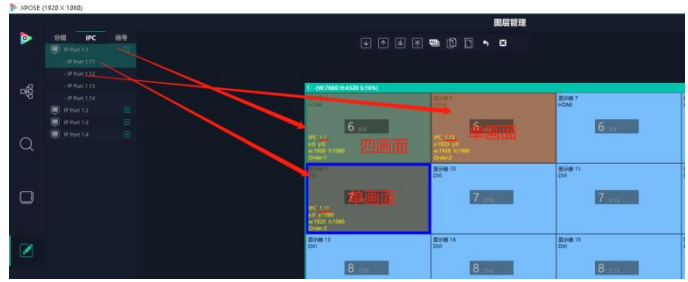 XPOSE (1920 X 1080)
图层管理
分组 IPC 信号
IP Port 1.1
- IP Port 1.11
- IP Port 1.12
- IP Port 1.13
- IP Port 1.14
IP Port 1.2
IP Port 1.3
IP Port 1.4
1 - (W:7680 H:4320 S:16%)
显示器 7
HDMI
6
IPC 1.1
x:0 y:0
w:1920 h:1080
Order:1
四画面
6
IPC 1.12
x:1920 y:0
w:1920 h:1080
Order:2
单画面
6
显示器 9
7
IPC 1.11
x:0 y:1080
w:1920 h:1080
Order:3
单画面
显示器 10
DVI
7
显示器 11
DVI
7
显示器 13
DVI
8
显示器 14
DVI
8
显示器 15
DVI
8